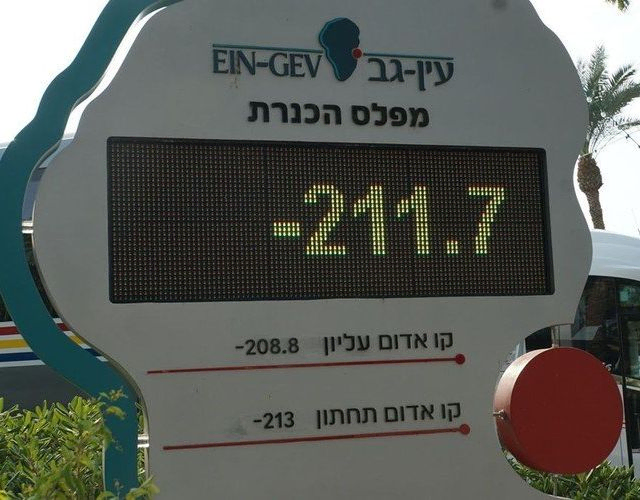 EIN-GEV עין-גב
מפלס הכנרת
-211.7
קו אדום עליון -208.8
קו אדום תחתון -213